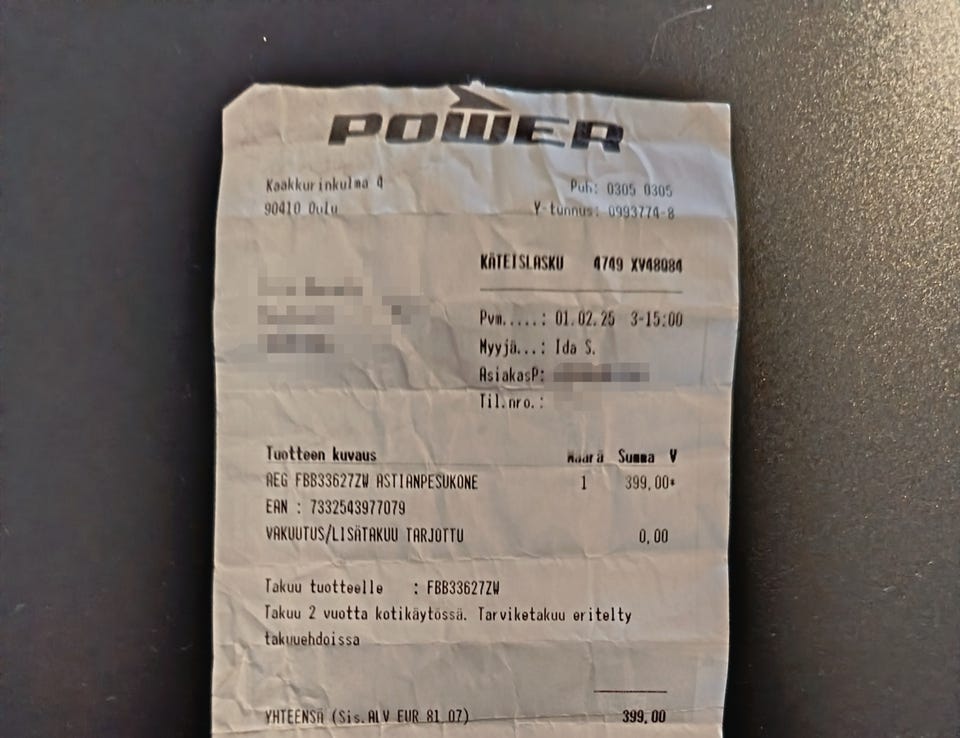 POWER
Kaakkurinkulma 4
90410 Oulu
Puh: 0305 0305
Y-tunnus: 0993774-8
KÄTEISLASKU 4749 XV48084
Pvm.....: 01.02.25 3-15:00
Myyjä...: Ida S.
AsiakasP:
Til.nro.:
Tuotteen kuvaus Määrä Summa V
AEG FBB33627ZW ASTIANPESUKONE 1 399,00*
EAN : 7332543977079
VAKUUTUS/LISÄTAKUU TARJOTTU 0,00
Takuu tuotteelle : FBB33627ZW
Takuu 2 vuotta kotikäytössä. Tarviketakuu eritelty
takuuehdoissa
YHTEENSÄ (Sis.ALV EUR 81,07) 399,00